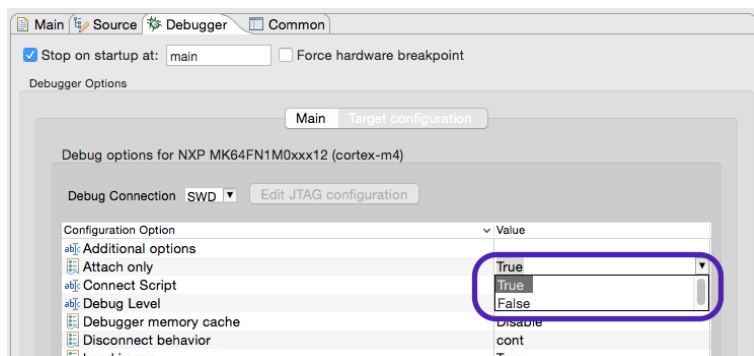 Main Source Debugger Common
Stop on startup at: main Force hardware breakpoint
Debugger Options
Main Target configuration
Debug options for NXP MK64FN1M0xxx12 (cortex-m4)
Debug Connection SWD Edit JTAG configuration
Configuration Option Value
Additional options
Attach only True
Connect Script True
Debug Level False
Debugger memory cache Disable
Disconnect behavior cont